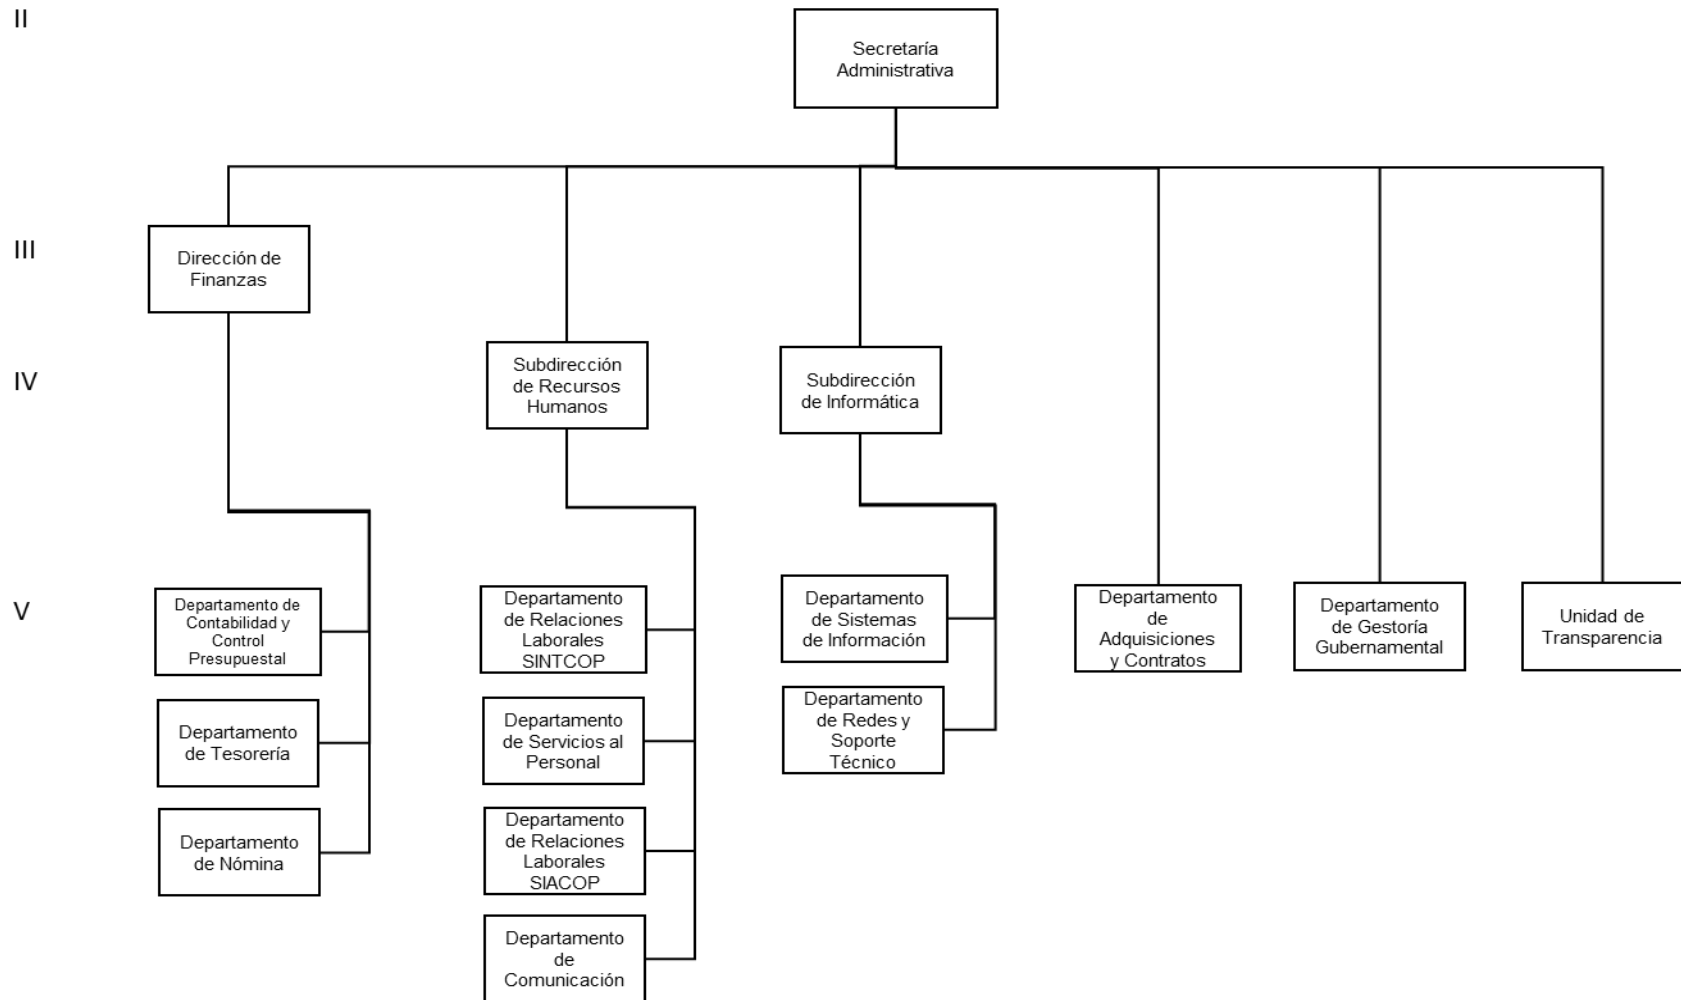 II
Secretaría
Administrativa
III
Dirección de
Finanzas
IV
Subdirección
de Recursos
Humanos
Subdirección
de Informática
V
Departamento de
Contabilidad y
Control
Presupuestal
Departamento
de Relaciones
Laborales
SINTCOP
Departamento
de Sistemas
de Información
Departamento
de
Adquisiciones
y Contratos
Departamento
de Gestoría
Gubernamental
Unidad de
Transparencia
Departamento
de Tesorería
Departamento
de Servicios al
Personal
Departamento
de Redes y
Soporte
Técnico
Departamento
de Nómina
Departamento
de Relaciones
Laborales
SIACOP
Departamento
de
Comunicación